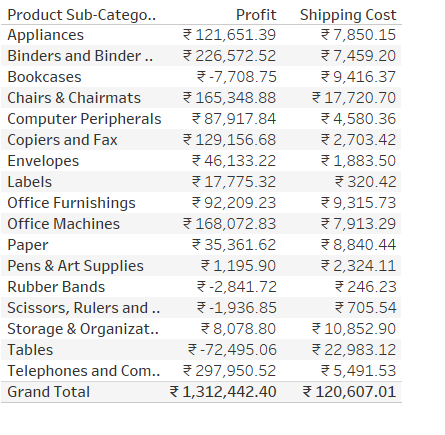 Product Sub-Catego.. Profit Shipping Cost
Appliances ₹ 121,651.39 ₹ 7,850.15
Binders and Binder .. ₹ 226,572.52 ₹ 7,459.20
Bookcases ₹ -7,708.75 ₹ 9,416.37
Chairs & Chairmats ₹ 165,348.88 ₹ 17,720.70
Computer Peripherals ₹ 87,917.84 ₹ 4,580.36
Copiers and Fax ₹ 129,156.68 ₹ 2,703.42
Envelopes ₹ 46,133.22 ₹ 1,883.50
Labels ₹ 17,775.32 ₹ 320.42
Office Furnishings ₹ 92,209.23 ₹ 9,315.73
Office Machines ₹ 168,072.83 ₹ 7,913.29
Paper ₹ 35,361.62 ₹ 8,840.44
Pens & Art Supplies ₹ 1,195.90 ₹ 2,324.11
Rubber Bands ₹ -2,841.72 ₹ 246.23
Scissors, Rulers and .. ₹ -1,936.85 ₹ 705.54
Storage & Organizat.. ₹ 8,078.80 ₹ 10,852.90
Tables ₹ -72,495.06 ₹ 22,983.12
Telephones and Com.. ₹ 297,950.52 ₹ 5,491.53
Grand Total ₹ 1,312,442.40 ₹ 120,607.01